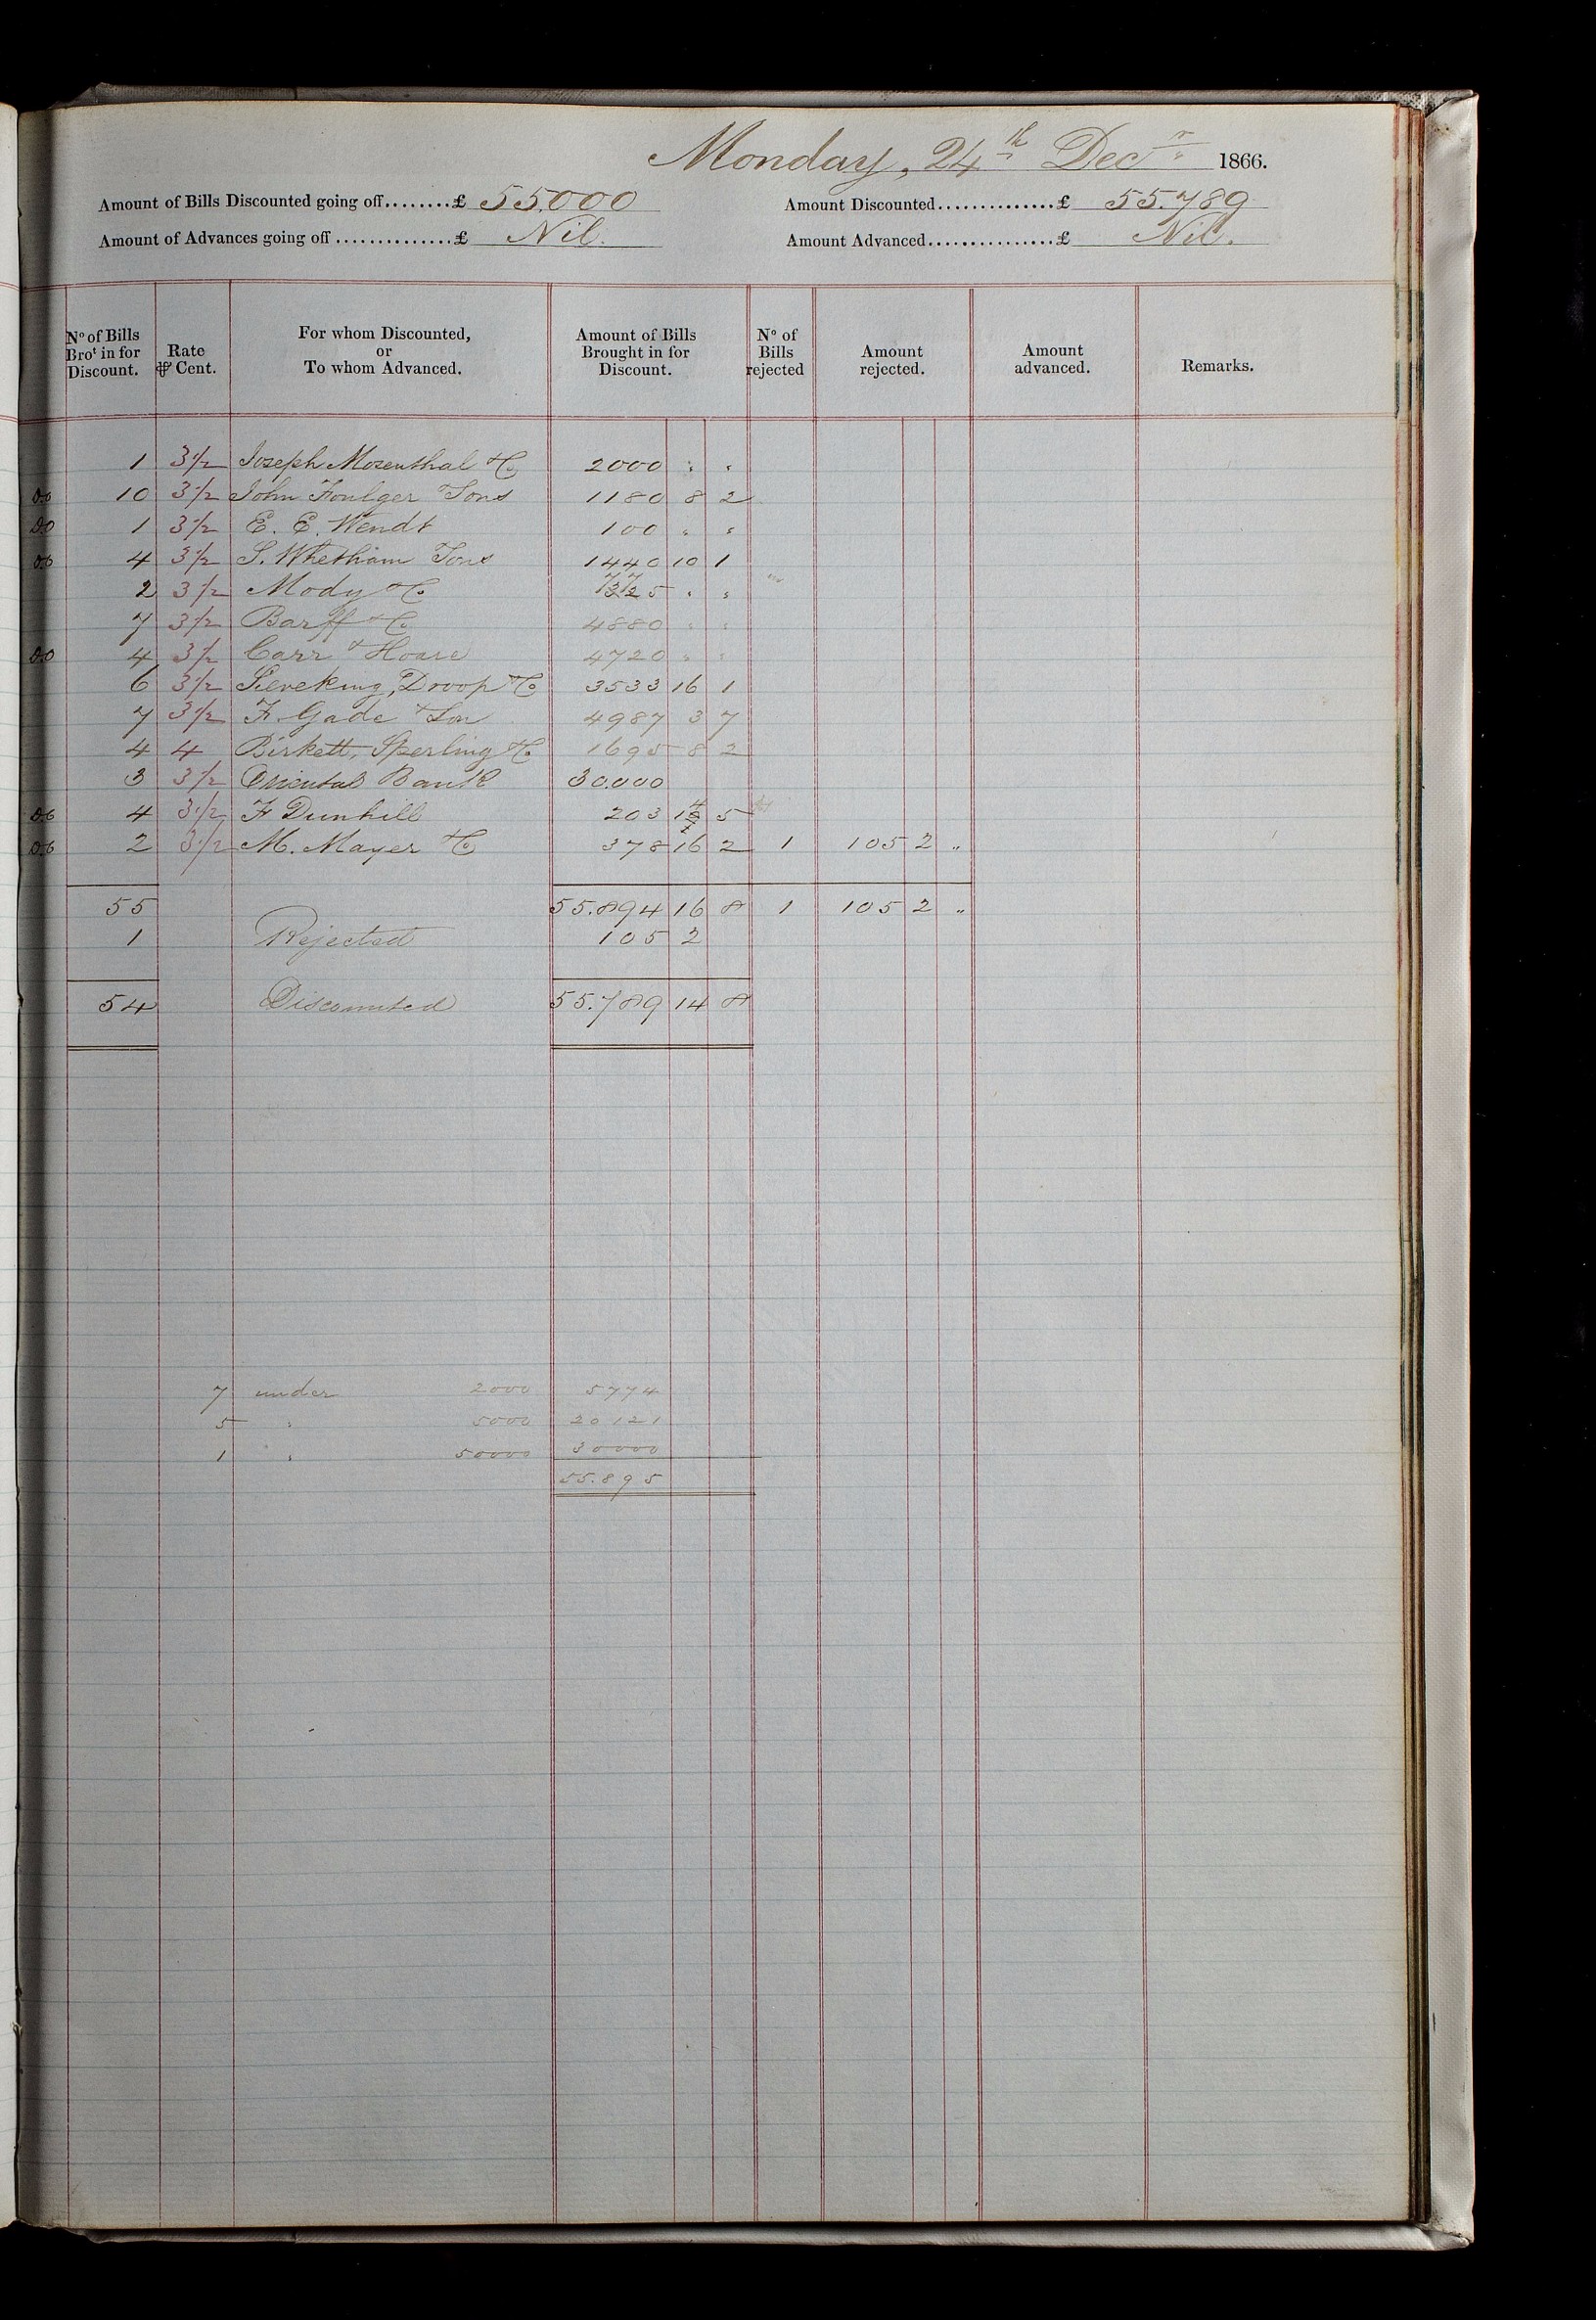 Monday, 24th Decr 1866.
Amount of Bills Discounted going off........£ 55.000 Amount Discounted..............£ 55.789
Amount of Advances going off..............£ Nil. Amount Advanced...............£ Nil.
No of Bills Brot in for Discount. Rate ⅌ Cent. For whom Discounted, or To whom Advanced. Amount of Bills Brought in for Discount. No of Bills rejected Amount rejected. Amount advanced. Remarks.
1 3½ Joseph Mosenthal & Co 2000 " "
Do 10 3½ John Foulger & Sons 1180 8 2
Do 1 3½ E. E. Wendt 100 " "
Do 4 3½ S. Whetham & Sons 1440 10 1
2 3½ Mody & Co 775 " "
7 3½ Barff & Co 4880 " "
Do 4 3½ Carr & Hoare 4720 " "
6 3½ Sieveking, Droop & Co 3533 16 1
7 3½ F. Gade & Son 4987 3 7
4 4 Birkett, Sperling & Co 1695 8 2
3 3½ Oriental Bank 30.000
Do 4 3½ F Dunhill 203 14 5
Do 2 3½ M. Mayer & Co 378 16 2 1 105 2 "
55 55.894 16 8 1 105 2 "
1 Rejected 105 2
54 Discounted 55.789 14 8
7 under 2000 5774
5 " 5000 20121
1 " 50000 30000
55.895